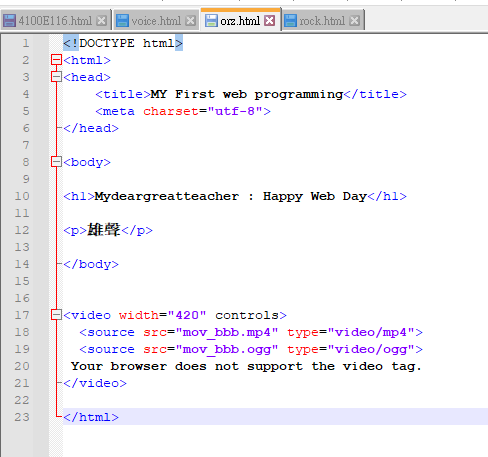 4100E116.html voice.html orz.html rock.html
1 <!DOCTYPE html>
2 <html>
3 <head>
4 <title>MY First web programming</title>
5 <meta charset="utf-8">
6 </head>
7
8 <body>
9
10 <h1>Mydeargreatteacher : Happy Web Day</h1>
11
12 <p>雄聲</p>
13
14 </body>
15
16
17 <video width="420" controls>
18 <source src="mov_bbb.mp4" type="video/mp4">
19 <source src="mov_bbb.ogg" type="video/ogg">
20 Your browser does not support the video tag.
21 </video>
22
23 </html>